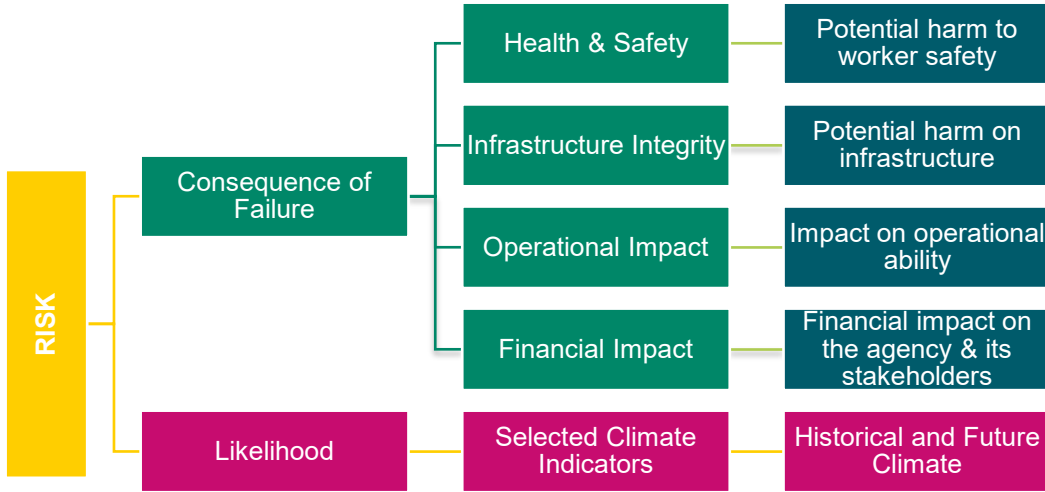 RISK
Consequence of
Failure
Health & Safety
Potential harm to
worker safety
Infrastructure Integrity
Potential harm on
infrastructure
Operational Impact
Impact on operational
ability
Financial Impact
Financial impact on
the agency & its
stakeholders
Likelihood
Selected Climate
Indicators
Historical and Future
Climate